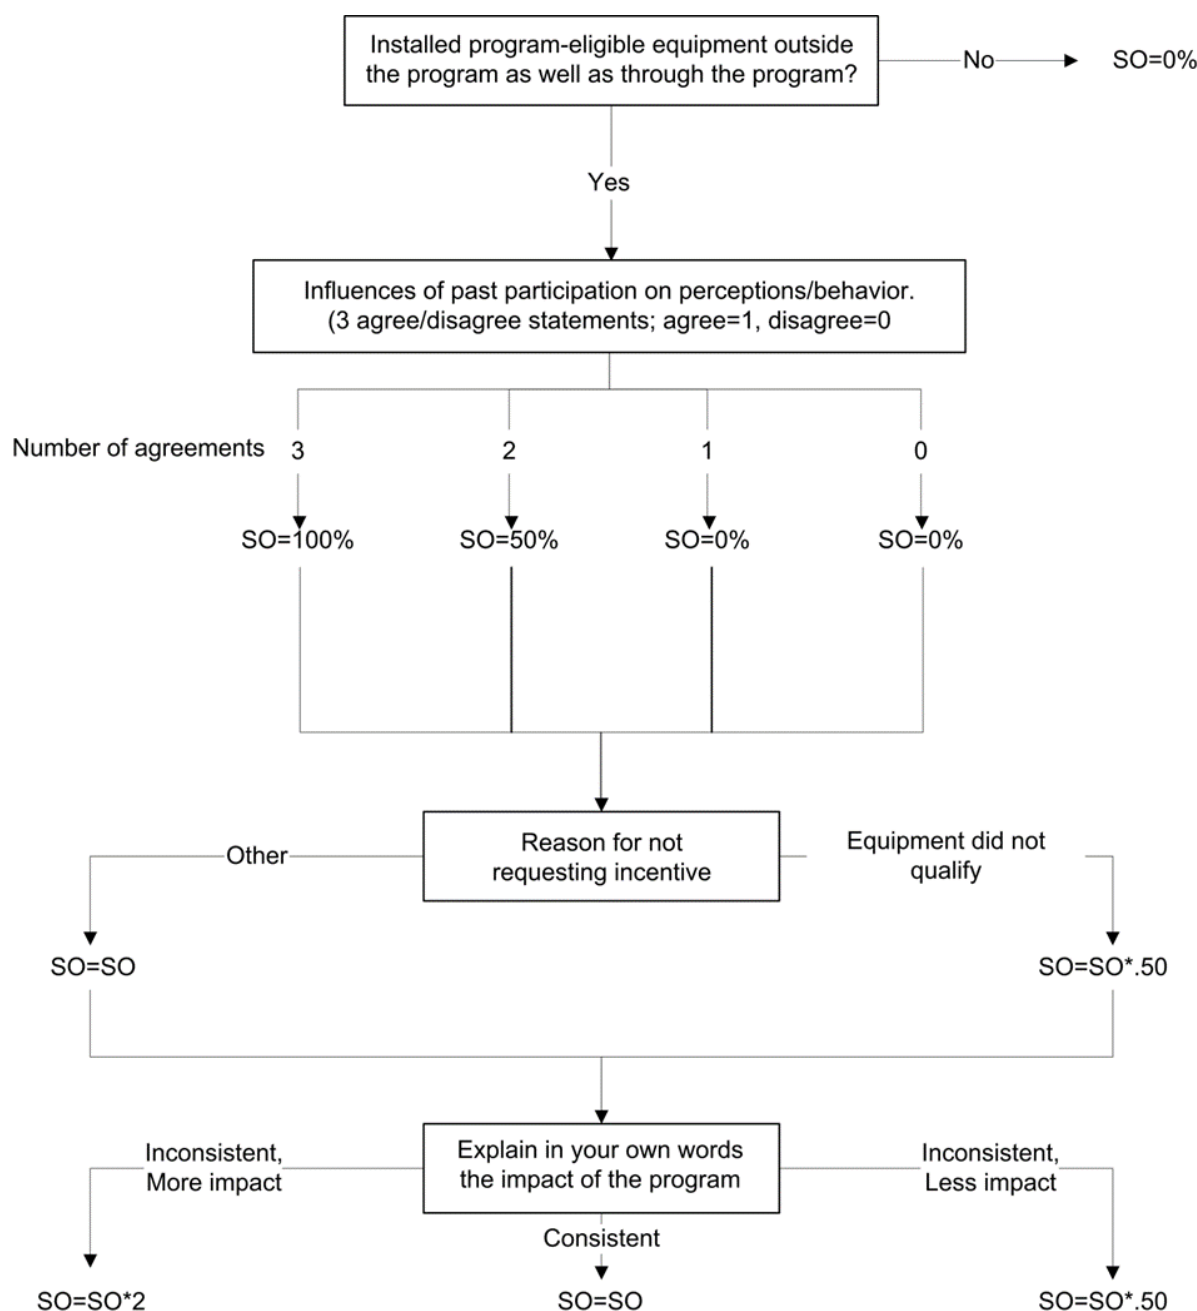 Installed program-eligible equipment outside
the program as well as through the program?
No
SO=0%
Yes
Influences of past participation on perceptions/behavior.
(3 agree/disagree statements; agree=1, disagree=0
Number of agreements 3 2 1 0
SO=100% SO=50% SO=0% SO=0%
Reason for not
requesting incentive
Other
Equipment did not
qualify
SO=SO
SO=SO*.50
Explain in your own words
the impact of the program
Inconsistent,
More impact
Inconsistent,
Less impact
Consistent
SO=SO*2
SO=SO
SO=SO*.50